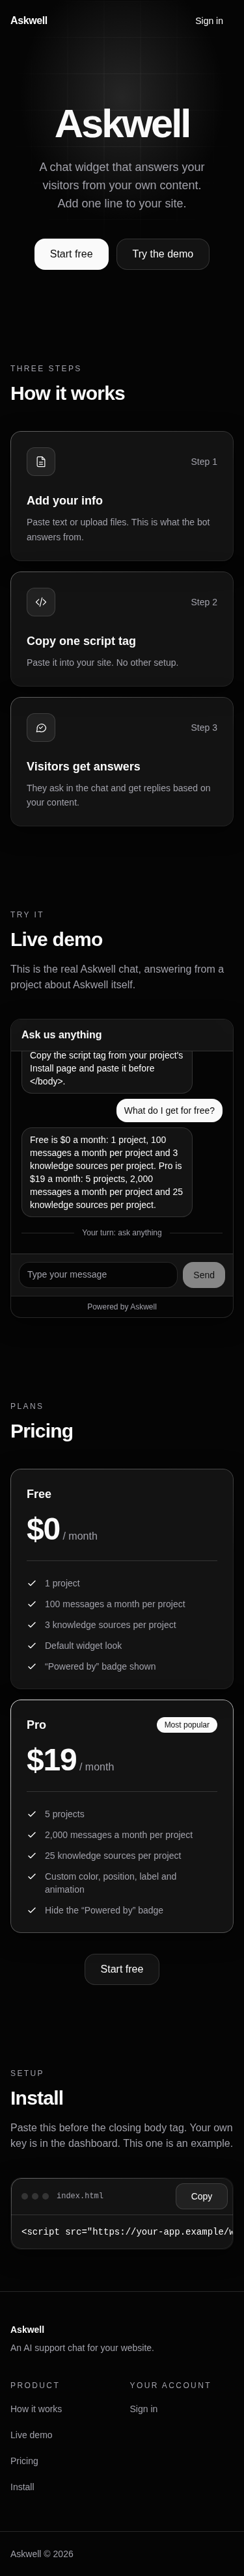 Askwell
Sign in
Askwell
A chat widget that answers your
visitors from your own content.
Add one line to your site.
Start free
Try the demo
THREE STEPS
How it works
Step 1
Add your info
Paste text or upload files. This is what the bot
answers from.
Step 2
Copy one script tag
Paste it into your site. No other setup.
Step 3
Visitors get answers
They ask in the chat and get replies based on
your content.
TRY IT
Live demo
This is the real Askwell chat, answering from a
project about Askwell itself.
Ask us anything
Copy the script tag from your project's
Install page and paste it before
</body>.
What do I get for free?
Free is $0 a month: 1 project, 100
messages a month per project and 3
knowledge sources per project. Pro is
$19 a month: 5 projects, 2,000
messages a month per project and 25
knowledge sources per project.
Your turn: ask anything
Type your message
Send
Powered by Askwell
PLANS
Pricing
Free
$0 / month
1 project
100 messages a month per project
3 knowledge sources per project
Default widget look
“Powered by” badge shown
Pro
Most popular
$19 / month
5 projects
2,000 messages a month per project
25 knowledge sources per project
Custom color, position, label and
animation
Hide the “Powered by” badge
Start free
SETUP
Install
Paste this before the closing body tag. Your own
key is in the dashboard. This one is an example.
index.html
Copy
<script src="https://your-app.example/w
Askwell
An AI support chat for your website.
PRODUCT
YOUR ACCOUNT
How it works
Sign in
Live demo
Pricing
Install
Askwell © 2026